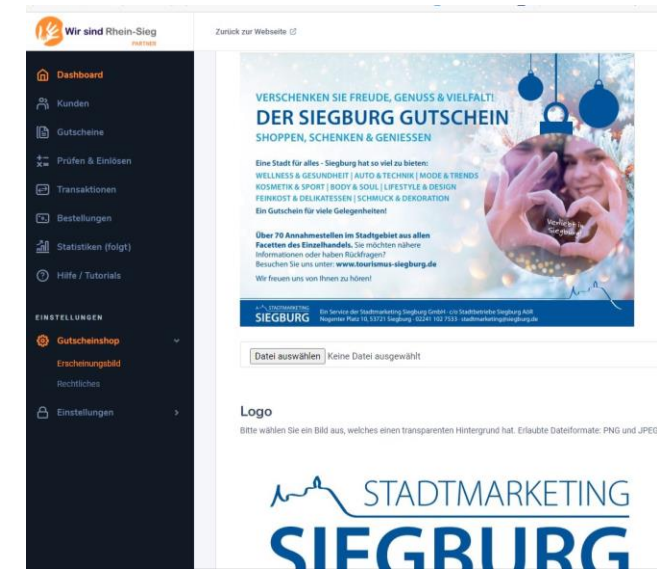 Wir sind Rhein-Sieg
PARTNER
Zurück zur Webseite
Dashboard
Kunden
Gutscheine
Prüfen & Einlösen
Transaktionen
Bestellungen
Statistiken (folgt)
Hilfe / Tutorials
EINSTELLUNGEN
Gutscheinshop
Erscheinungsbild
Rechtliches
Einstellungen
VERSCHENKEN SIE FREUDE, GENUSS & VIELFALT!
DER SIEGBURG GUTSCHEIN
SHOPPEN, SCHENKEN & GENIESSEN
Eine Stadt für alles - Siegburg hat so viel zu bieten:
WELLNESS & GESUNDHEIT | AUTO & TECHNIK | MODE & TRENDS
KOSMETIK & SPORT | BODY & SOUL | LIFESTYLE & DESIGN
FEINKOST & DELIKATESSEN | SCHMUCK & DEKORATION
Ein Gutschein für viele Gelegenheiten!
Über 70 Annahmestellen im Stadtgebiet aus allen
Facetten des Einzelhandels. Sie möchten nähere
Informationen oder haben Rückfragen?
Besuchen Sie uns unter: www.tourismus-siegburg.de
Wir freuen uns von Ihnen zu hören!
Verliebt in
Siegburg
STADTMARKETING
SIEGBURG
Ein Service der Stadtmarketing Siegburg GmbH · c/o Stadtbetriebe Siegburg AöR
Nogenter Platz 10, 53721 Siegburg · 02241 102 7533 · stadtmarketing@siegburg.de
Datei auswählen Keine Datei ausgewählt
Logo
Bitte wählen Sie ein Bild aus, welches einen transparenten Hintergrund hat. Erlaubte Dateiformate: PNG und JPEG
STADTMARKETING
SIEGBURG